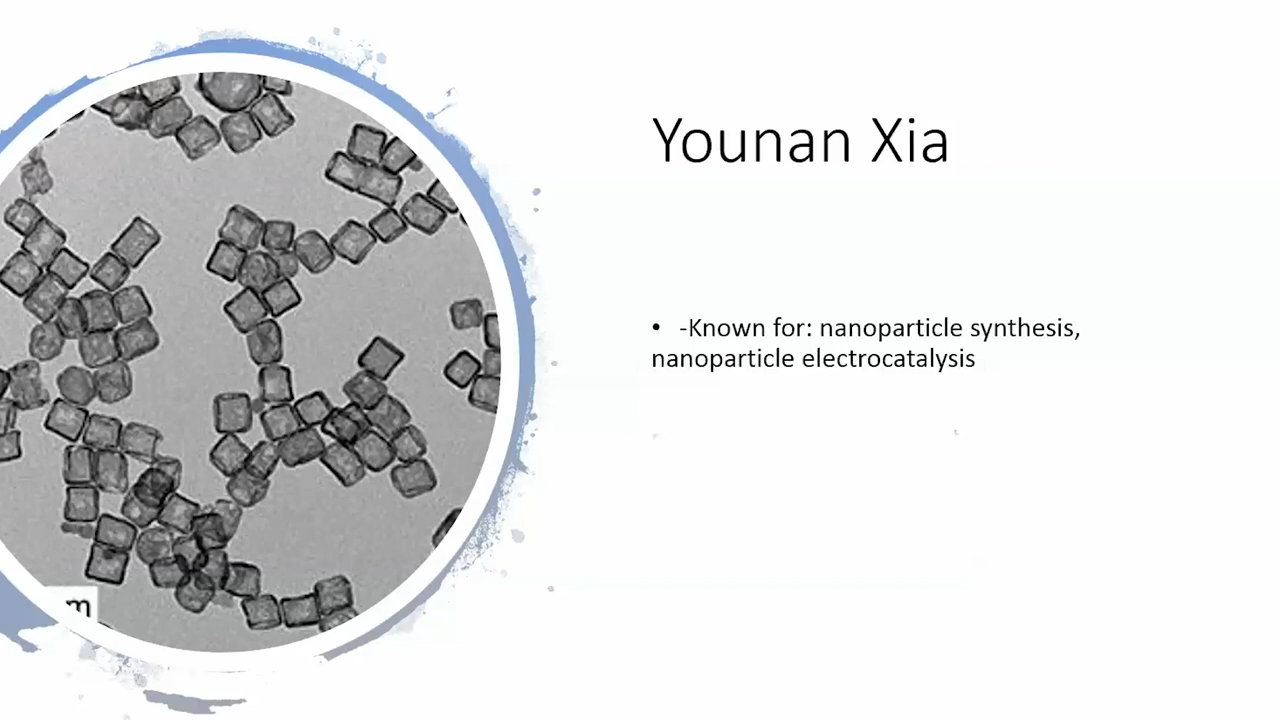 Younan Xia
• -Known for: nanoparticle synthesis,
nanoparticle electrocatalysis
m